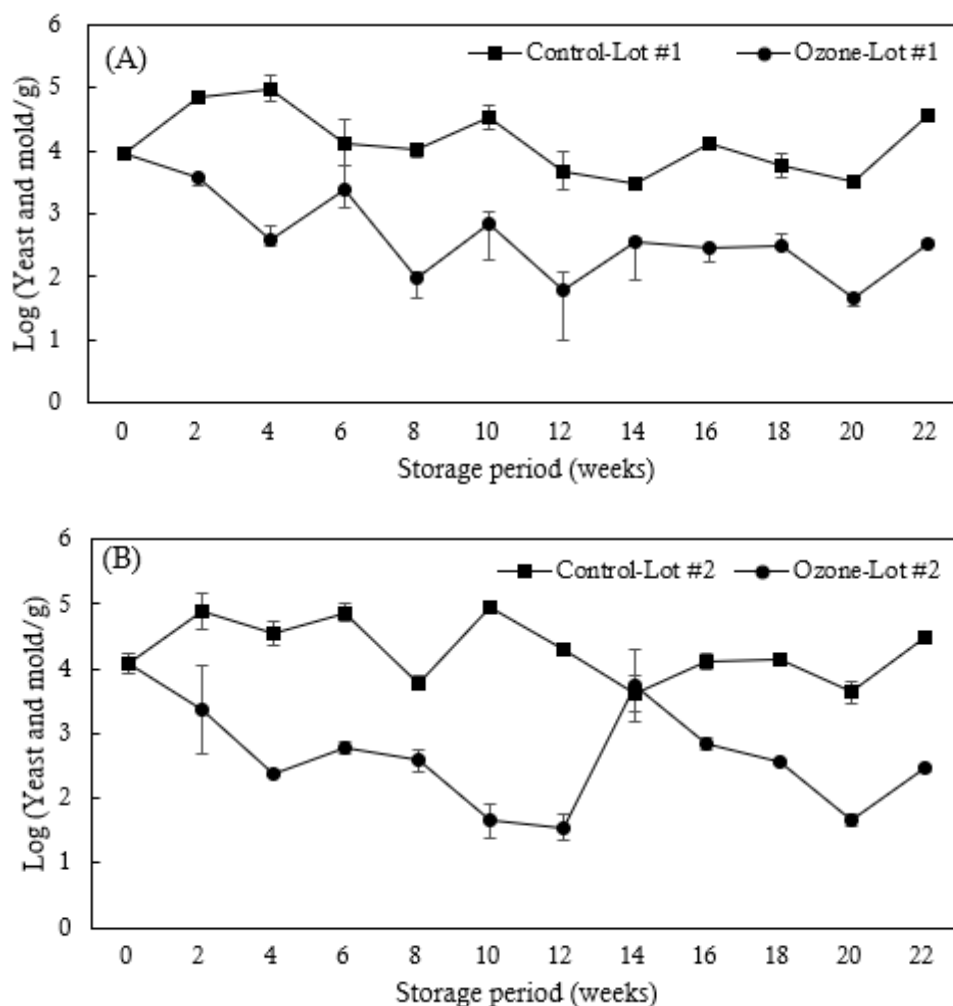 (A)
Control-Lot #1 Ozone-Lot #1
Log (Yeast and mold/g)
6
5
4
3
2
1
0
0 2 4 6 8 10 12 14 16 18 20 22
Storage period (weeks)
(B)
Control-Lot #2 Ozone-Lot #2
Log (Yeast and mold/g)
6
5
4
3
2
1
0
0 2 4 6 8 10 12 14 16 18 20 22
Storage period (weeks)